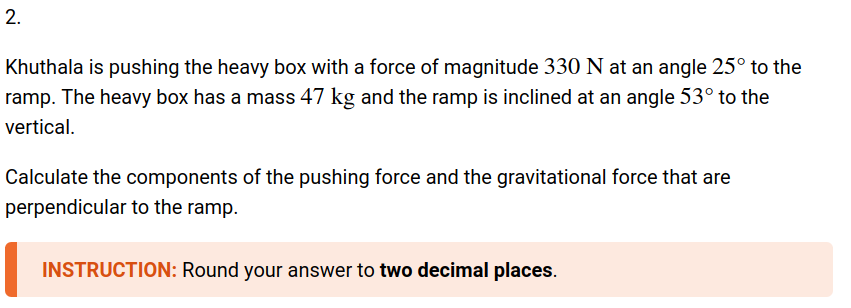 2.
Khuthala is pushing the heavy box with a force of magnitude 330 N at an angle 25° to the
ramp. The heavy box has a mass 47 kg and the ramp is inclined at an angle 53° to the
vertical.
Calculate the components of the pushing force and the gravitational force that are
perpendicular to the ramp.
INSTRUCTION: Round your answer to two decimal places.